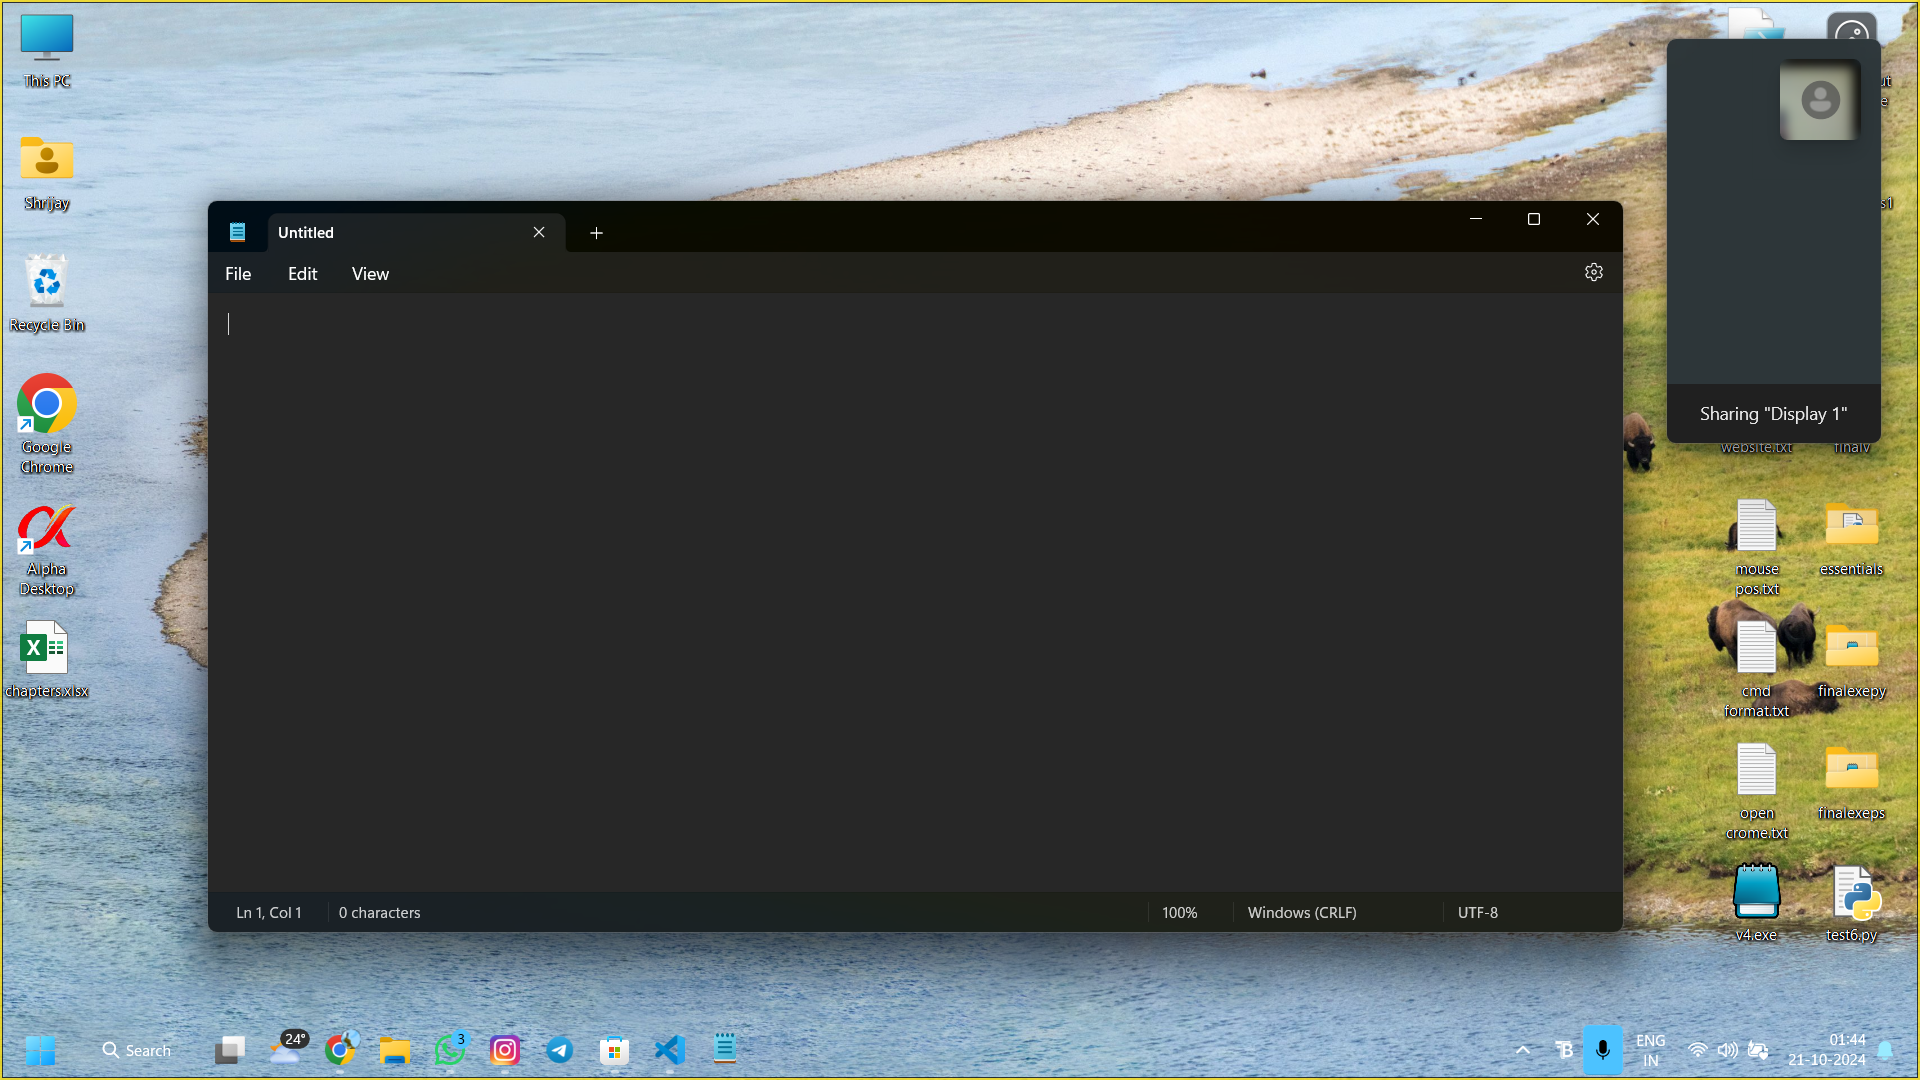 This PC
Shrijay
Recycle Bin
Google
Chrome
Alpha
Desktop
chapters.xlsx
Untitled
File Edit View
Ln 1, Col 1
0 characters
100%
Windows (CRLF)
UTF-8
Sharing "Display 1"
website.txt
finalv
mouse
pos.txt
essentials
cmd
format.txt
finalexepy
open
crome.txt
finalexeps
v4.exe
test6.py
Search
24°
3
ENG
IN
01:44
21-10-2024